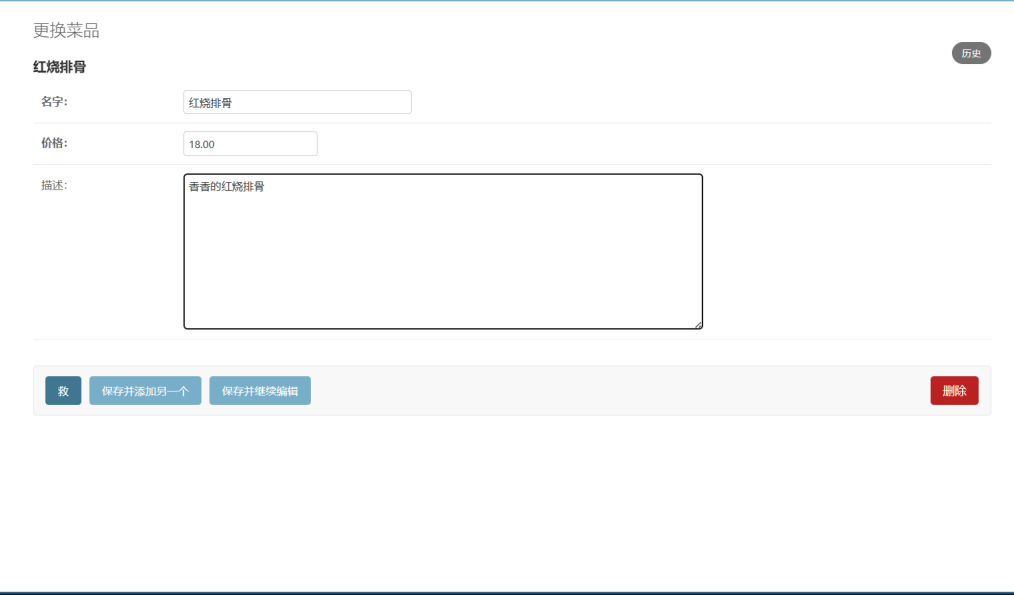 更换菜品
历史
红烧排骨
名字：
红烧排骨
价格：
18.00
描述：
香香的红烧排骨
救
保存并添加另一个
保存并继续编辑
删除